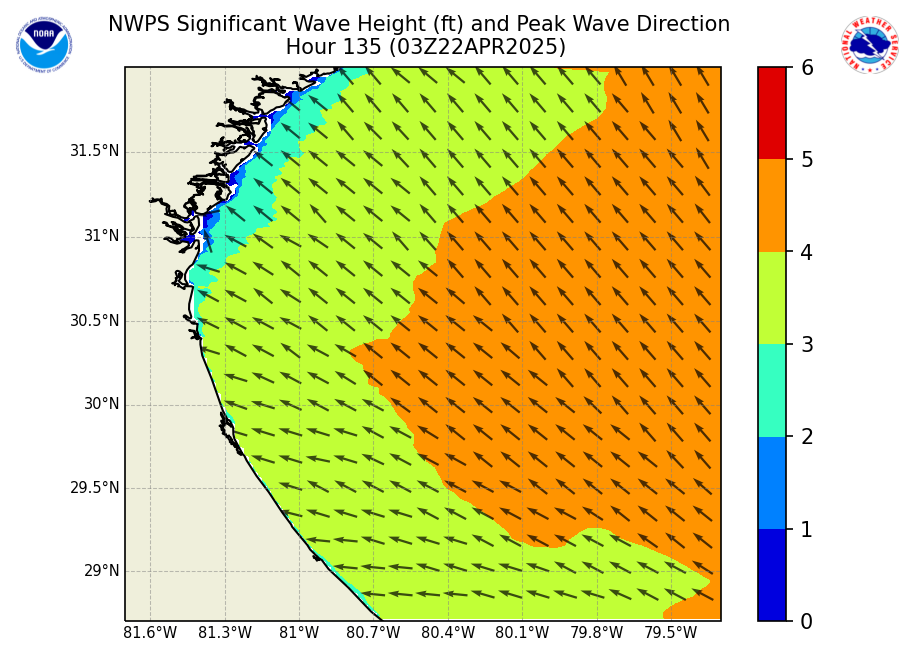 NWPS Significant Wave Height (ft) and Peak Wave Direction
Hour 135 (03Z22APR2025)
NOAA
NATIONAL WEATHER SERVICE
31.5°N
31°N
30.5°N
30°N
29.5°N
29°N
81.6°W 81.3°W 81°W 80.7°W 80.4°W 80.1°W 79.8°W 79.5°W
6
5
4
3
2
1
0